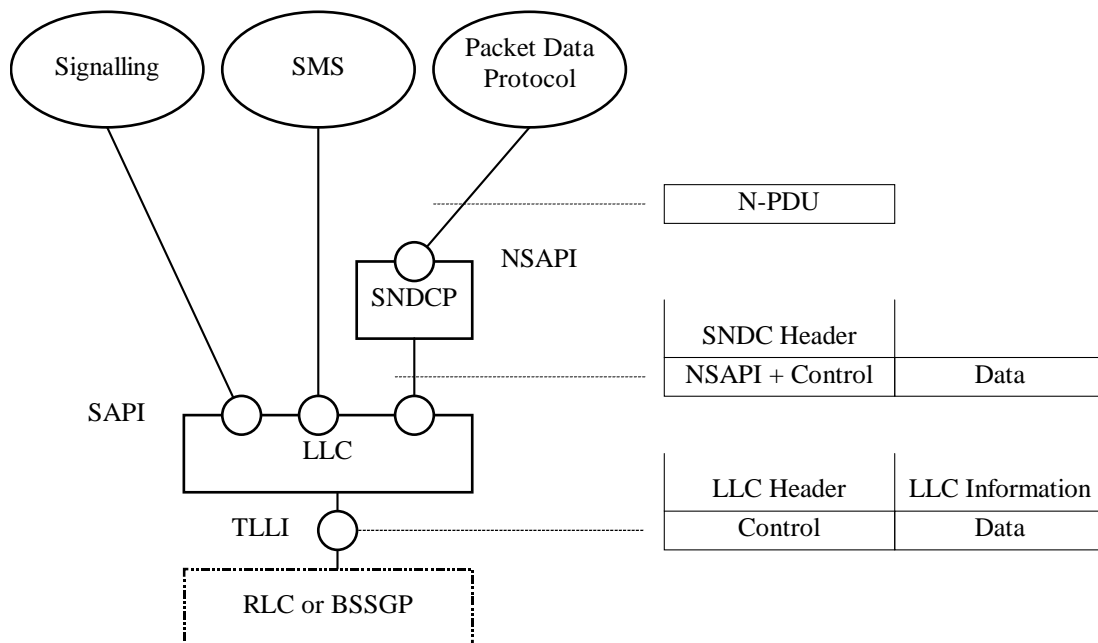 Signalling
SMS
Packet Data
Protocol
N-PDU
NSAPI
SNDCP
SNDC Header
NSAPI + Control
Data
SAPI
LLC
LLC Header
LLC Information
TLLI
Control
Data
RLC or BSSGP